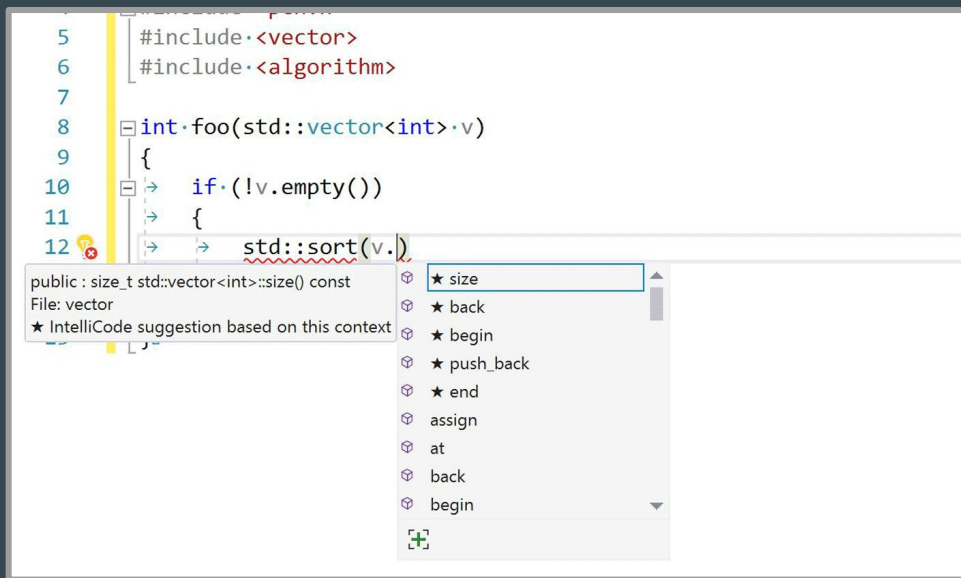 5 #include <vector>
6 #include <algorithm>
7
8 int foo(std::vector<int> v)
9 {
10 if (!v.empty())
11 {
12 std::sort(v.)
public : size_t std::vector<int>::size() const
File: vector
★ IntelliCode suggestion based on this context
★ size
★ back
★ begin
★ push_back
★ end
assign
at
back
begin